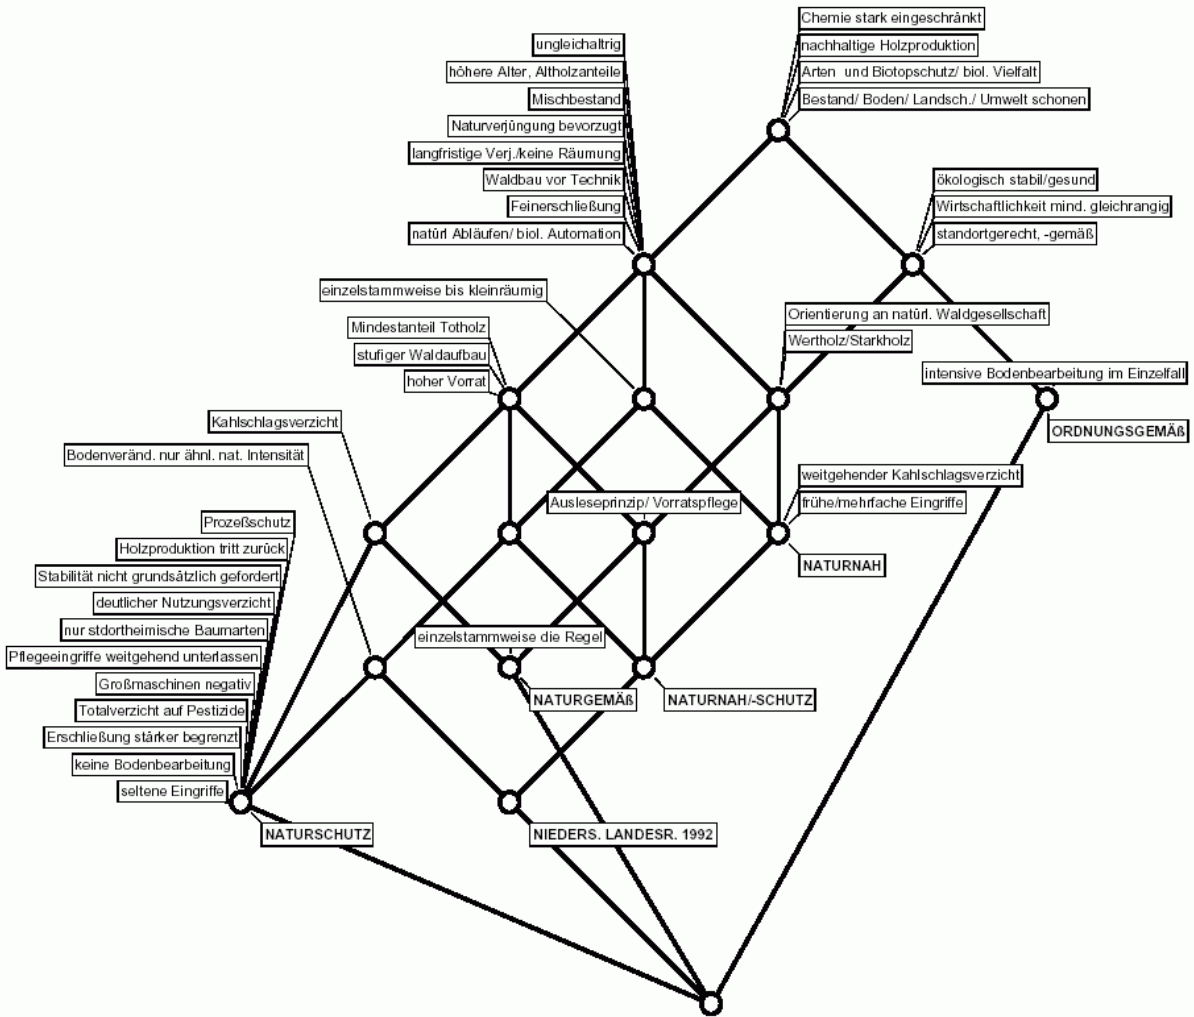 Chemie stark eingeschränkt
nachhaltige Holzproduktion
Arten und Biotopschutz/ biol. Vielfalt
Bestand/ Boden/ Landsch./ Umwelt schonen
ungleichaltrig
höhere Alter, Altholzanteile
Mischbestand
Naturverjüngung bevorzugt
langfristige Verj./keine Räumung
Waldbau vor Technik
Feinerschließung
natürl Abläufen/ biol. Automation
ökologisch stabil/gesund
Wirtschaftlichkeit mind. gleichrangig
standortgerecht, -gemäß
einzelstammweise bis kleinräumig
Mindestanteil Totholz
stufiger Waldaufbau
hoher Vorrat
Orientierung an natürl. Waldgesellschaft
Wertholz/Starkholz
intensive Bodenbearbeitung im Einzelfall
ORDNUNGSGEMÄß
Kahlschlagsverzicht
Bodenveränd. nur ähnl. nat. Intensität
weitgehender Kahlschlagsverzicht
frühe/mehrfache Eingriffe
Ausleseprinzip/ Vorratspflege
NATURNAH
Prozeßschutz
Holzproduktion tritt zurück
Stabilität nicht grundsätzlich gefordert
deutlicher Nutzungsverzicht
nur stdortheimische Baumarten
Pflegeeingriffe weitgehend unterlassen
Großmaschinen negativ
Totalverzicht auf Pestizide
Erschließung stärker begrenzt
keine Bodenbearbeitung
seltene Eingriffe
einzelstammweise die Regel
NATURGEMÄß
NATURNAH/-SCHUTZ
NATURSCHUTZ
NIEDERS. LANDESR. 1992